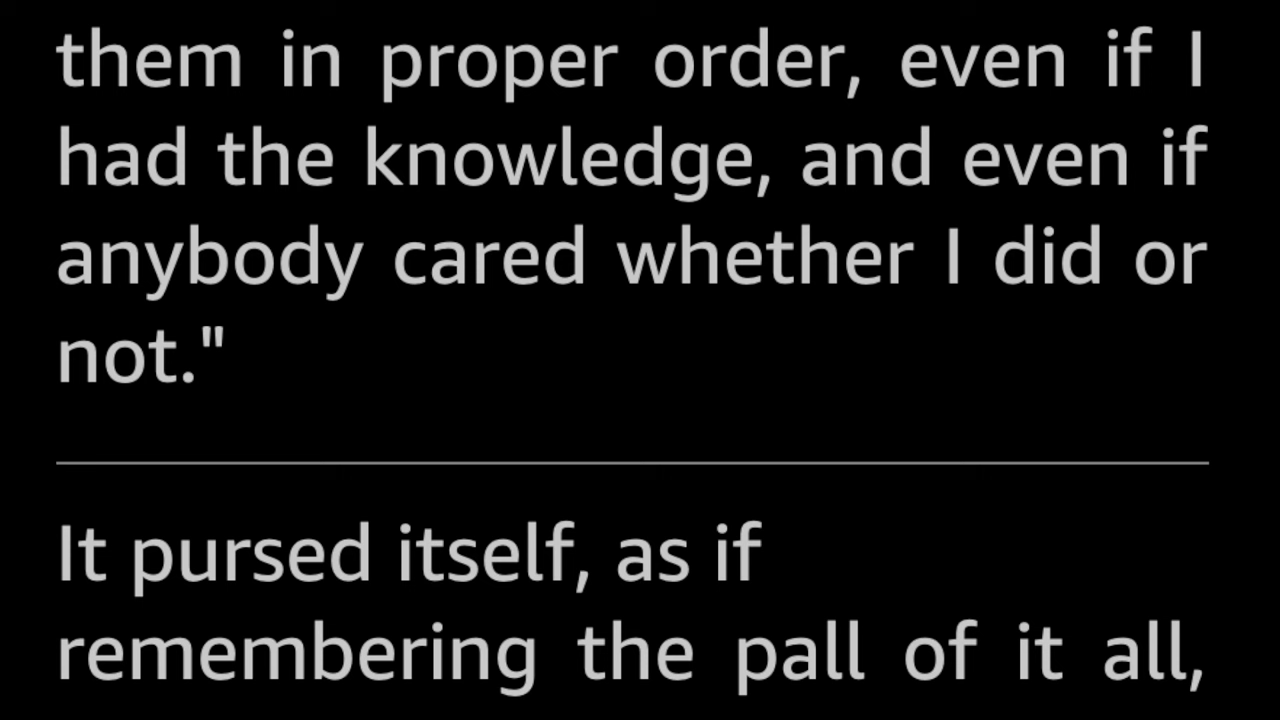 them in proper order, even if I
had the knowledge, and even if
anybody cared whether I did or
not."
It pursed itself, as if
remembering the pall of it all,